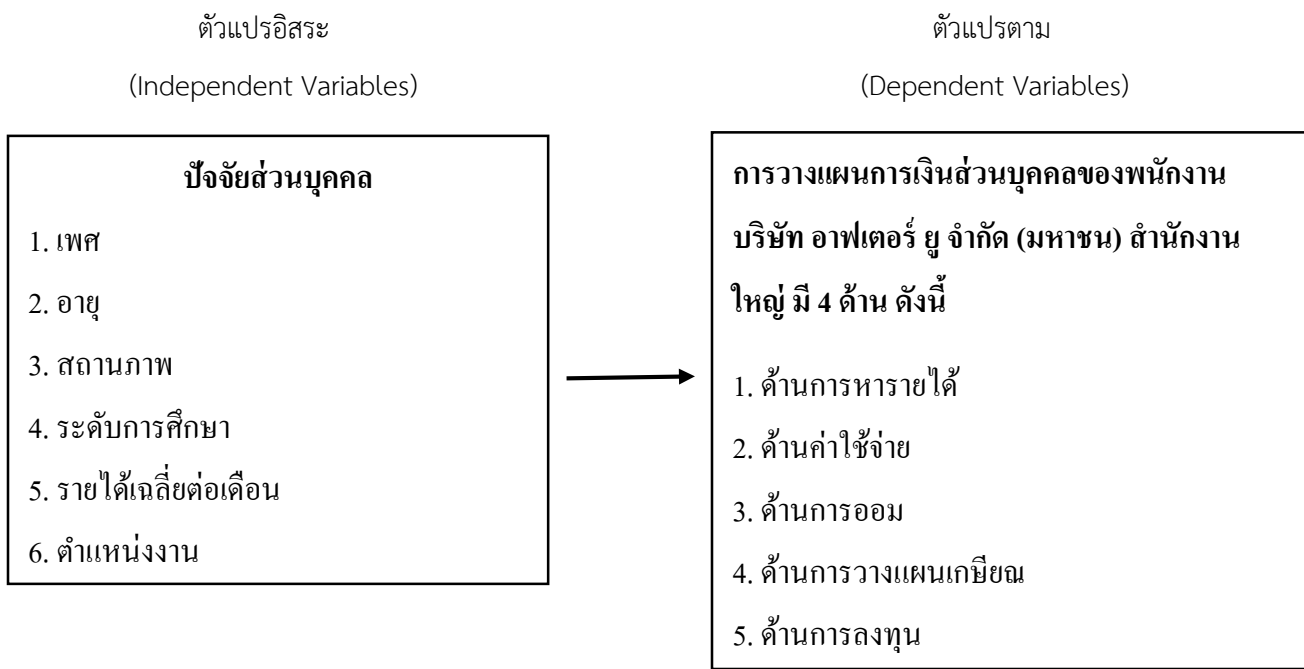 ตัวแปรอิสระ
(Independent Variables)
ปัจจัยส่วนบุคคล
1. เพศ
2. อายุ
3. สถานภาพ
4. ระดับการศึกษา
5. รายได้เฉลี่ยต่อเดือน
6. ตำแหน่งงาน
ตัวแปรตาม
(Dependent Variables)
การวางแผนการเงินส่วนบุคคลของพนักงาน
บริษัท อาฟเตอร์ ยู จำกัด (มหาชน) สำนักงาน
ใหญ่ มี 4 ด้าน ดังนี้
1. ด้านการหารายได้
2. ด้านค่าใช้จ่าย
3. ด้านการออม
4. ด้านการวางแผนเกษียณ
5. ด้านการลงทุน